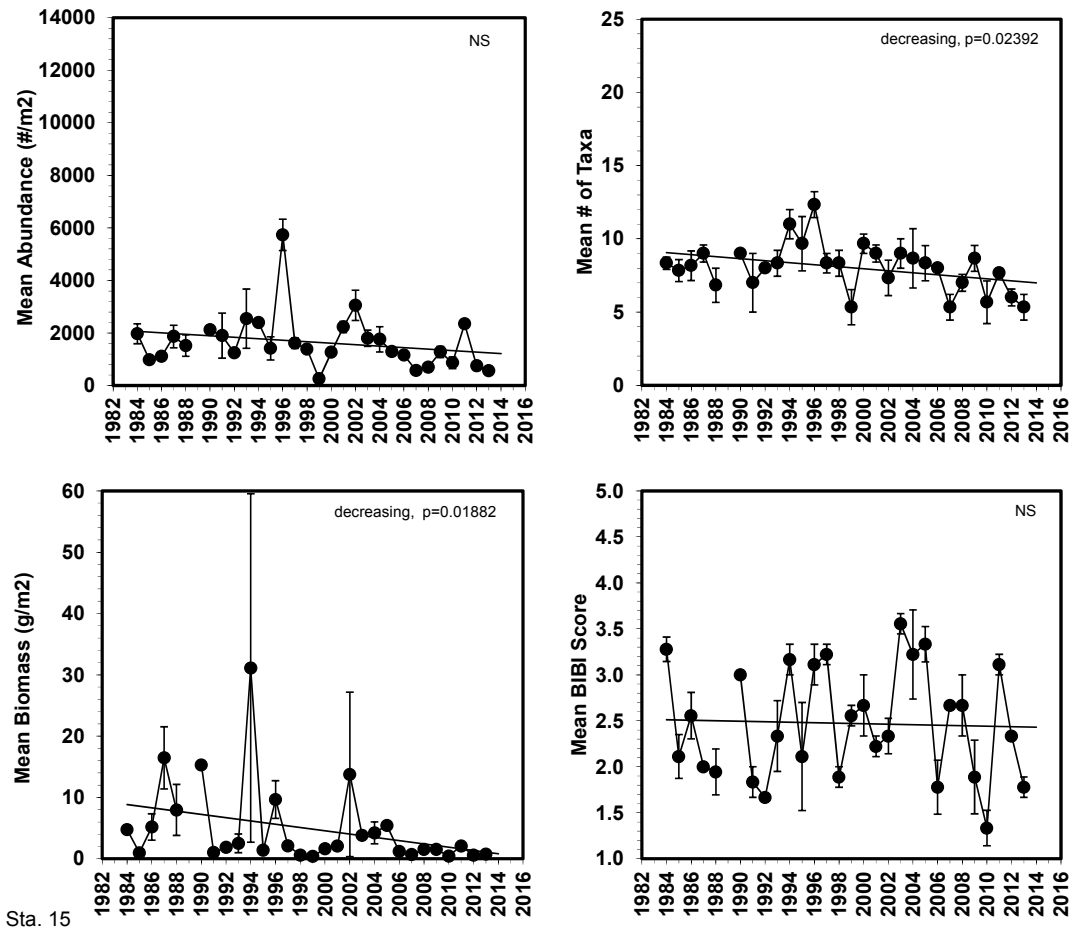 14000
12000
10000
8000
6000
4000
2000
0
Mean Abundance (#/m2)
NS
1982 1984 1986 1988 1990 1992 1994 1996 1998 2000 2002 2004 2006 2008 2010 2012 2014 2016
25
20
15
10
5
0
Mean # of Taxa
decreasing, p=0.02392
1982 1984 1986 1988 1990 1992 1994 1996 1998 2000 2002 2004 2006 2008 2010 2012 2014 2016
60
50
40
30
20
10
0
Mean Biomass (g/m2)
decreasing, p=0.01882
1982 1984 1986 1988 1990 1992 1994 1996 1998 2000 2002 2004 2006 2008 2010 2012 2014 2016
5.0
4.5
4.0
3.5
3.0
2.5
2.0
1.5
1.0
Mean BIBI Score
NS
1982 1984 1986 1988 1990 1992 1994 1996 1998 2000 2002 2004 2006 2008 2010 2012 2014 2016
Sta. 15